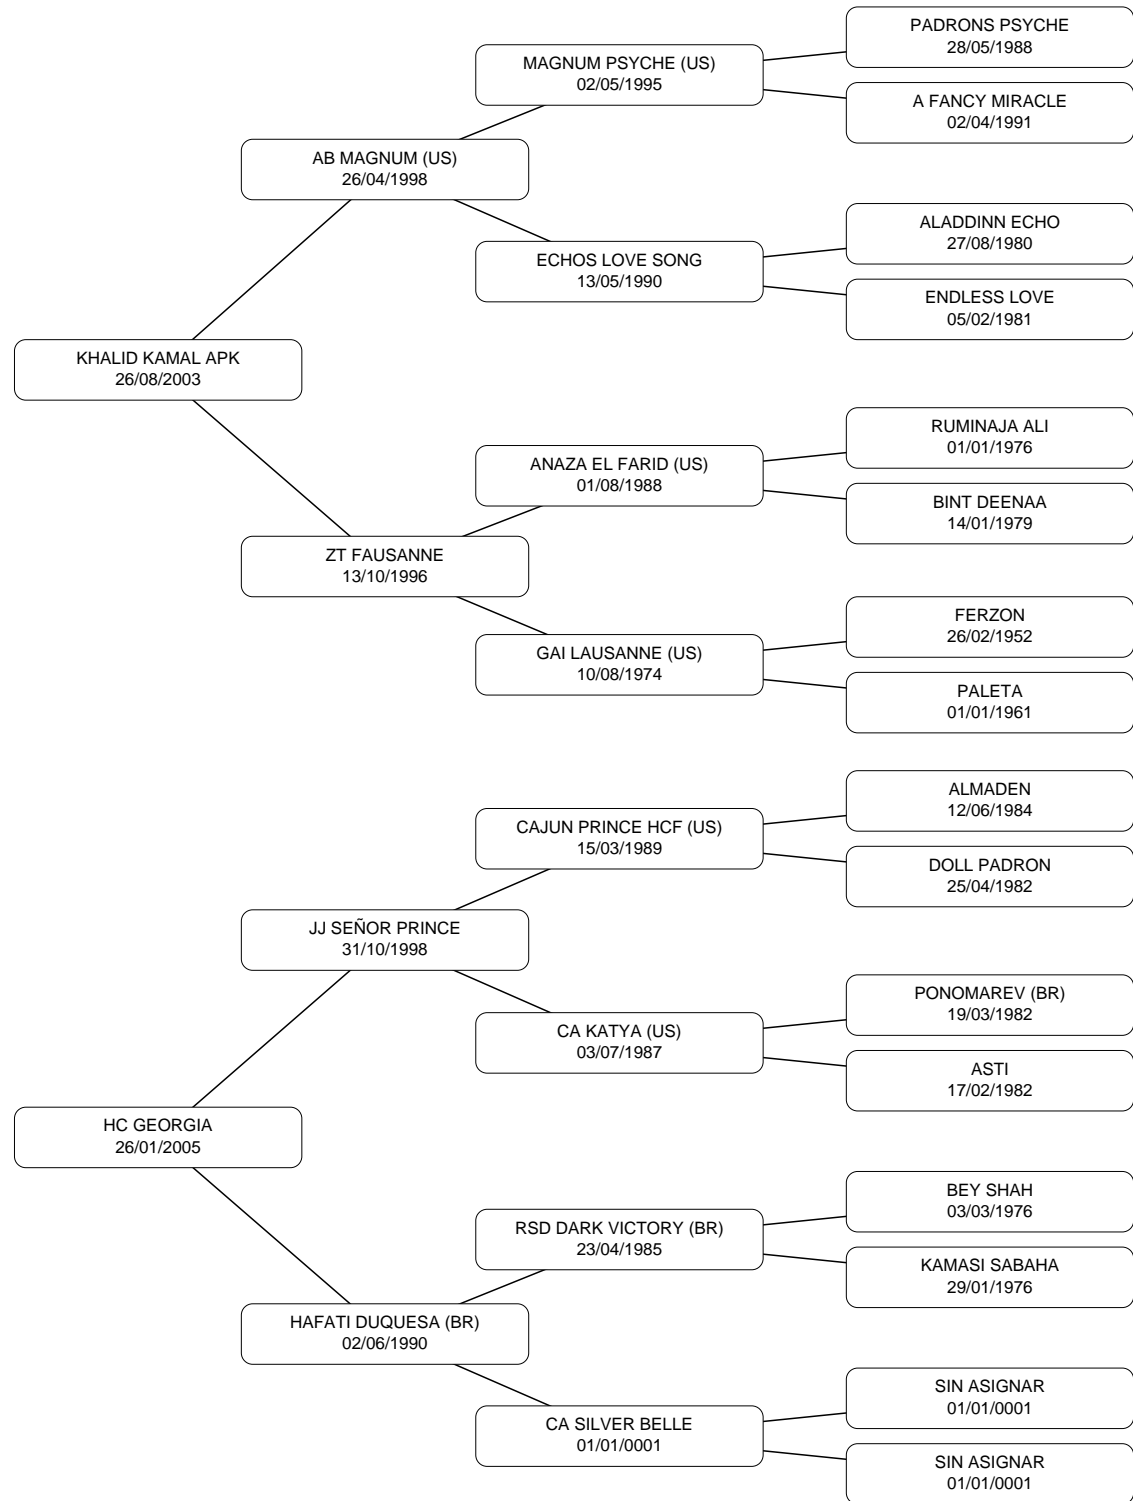 PADRONS PSYCHE
28/05/1988
MAGNUM PSYCHE (US)
02/05/1995
A FANCY MIRACLE
02/04/1991
AB MAGNUM (US)
26/04/1998
ALADDINN ECHO
27/08/1980
ECHOS LOVE SONG
13/05/1990
ENDLESS LOVE
05/02/1981
KHALID KAMAL APK
26/08/2003
RUMINAJA ALI
01/01/1976
ANAZA EL FARID (US)
01/08/1988
BINT DEENAA
14/01/1979
ZT FAUSANNE
13/10/1996
FERZON
26/02/1952
GAI LAUSANNE (US)
10/08/1974
PALETA
01/01/1961
ALMADEN
12/06/1984
CAJUN PRINCE HCF (US)
15/03/1989
DOLL PADRON
25/04/1982
JJ SEÑOR PRINCE
31/10/1998
PONOMAREV (BR)
19/03/1982
CA KATYA (US)
03/07/1987
ASTI
17/02/1982
HC GEORGIA
26/01/2005
BEY SHAH
03/03/1976
RSD DARK VICTORY (BR)
23/04/1985
KAMASI SABAHA
29/01/1976
HAFATI DUQUESA (BR)
02/06/1990
SIN ASIGNAR
01/01/0001
CA SILVER BELLE
01/01/0001
SIN ASIGNAR
01/01/0001